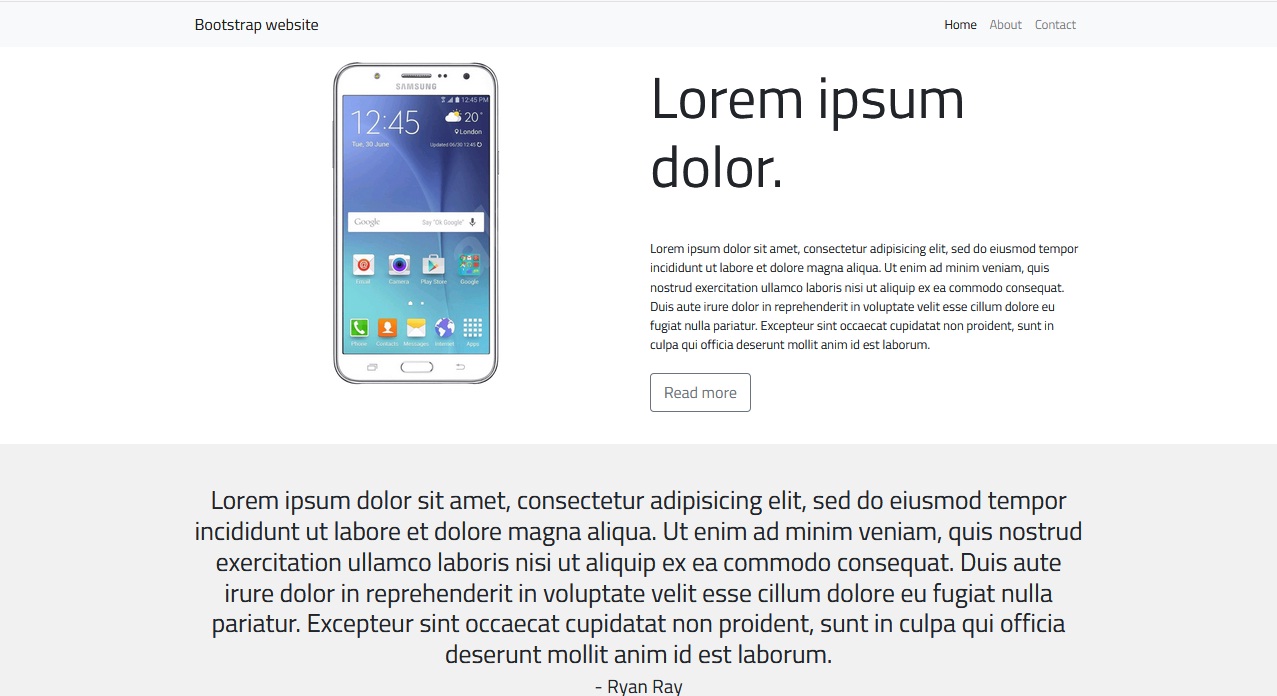 Bootstrap website
Home About Contact
SAMSUNG
12:45 PM
12:45
20°
London
Tue, 30 June
Updated 06/30 12:45
Google
Say "Ok Google"
Email Camera Play Store Google
Phone Contacts Messages Internet Apps
Lorem ipsum
dolor.
Lorem ipsum dolor sit amet, consectetur adipisicing elit, sed do eiusmod tempor
incididunt ut labore et dolore magna aliqua. Ut enim ad minim veniam, quis
nostrud exercitation ullamco laboris nisi ut aliquip ex ea commodo consequat.
Duis aute irure dolor in reprehenderit in voluptate velit esse cillum dolore eu
fugiat nulla pariatur. Excepteur sint occaecat cupidatat non proident, sunt in
culpa qui officia deserunt mollit anim id est laborum.
Read more
Lorem ipsum dolor sit amet, consectetur adipisicing elit, sed do eiusmod tempor
incididunt ut labore et dolore magna aliqua. Ut enim ad minim veniam, quis nostrud
exercitation ullamco laboris nisi ut aliquip ex ea commodo consequat. Duis aute
irure dolor in reprehenderit in voluptate velit esse cillum dolore eu fugiat nulla
pariatur. Excepteur sint occaecat cupidatat non proident, sunt in culpa qui officia
deserunt mollit anim id est laborum.
- Ryan Ray